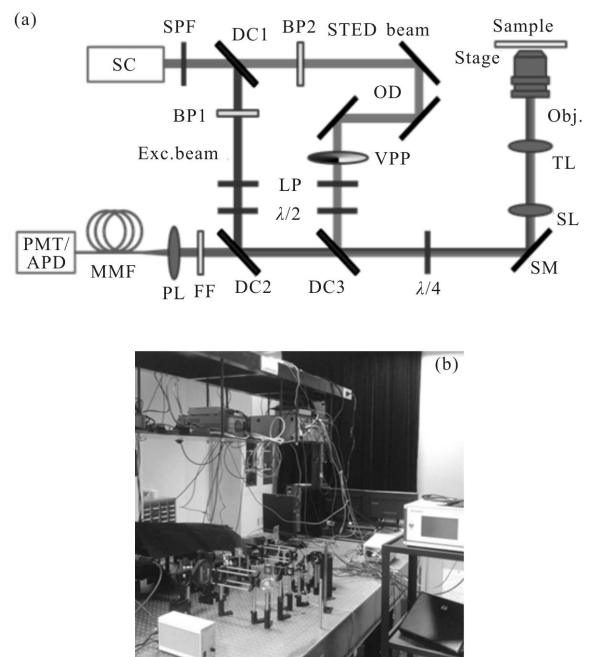 (a)
SPF
DC1
BP2
STED beam
Sample
SC
Stage
BP1
OD
Obj.
Exc.beam
VPP
TL
LP
λ/2
SL
PMT/
APD
MMF
PL
FF
DC2
DC3
λ/4
SM
(b)